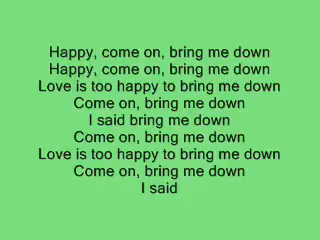 Happy, come on, bring me down
Happy, come on, bring me down
Love is too happy to bring me down
Come on, bring me down
I said bring me down
Come on, bring me down
Love is too happy to bring me down
Come on, bring me down
I said